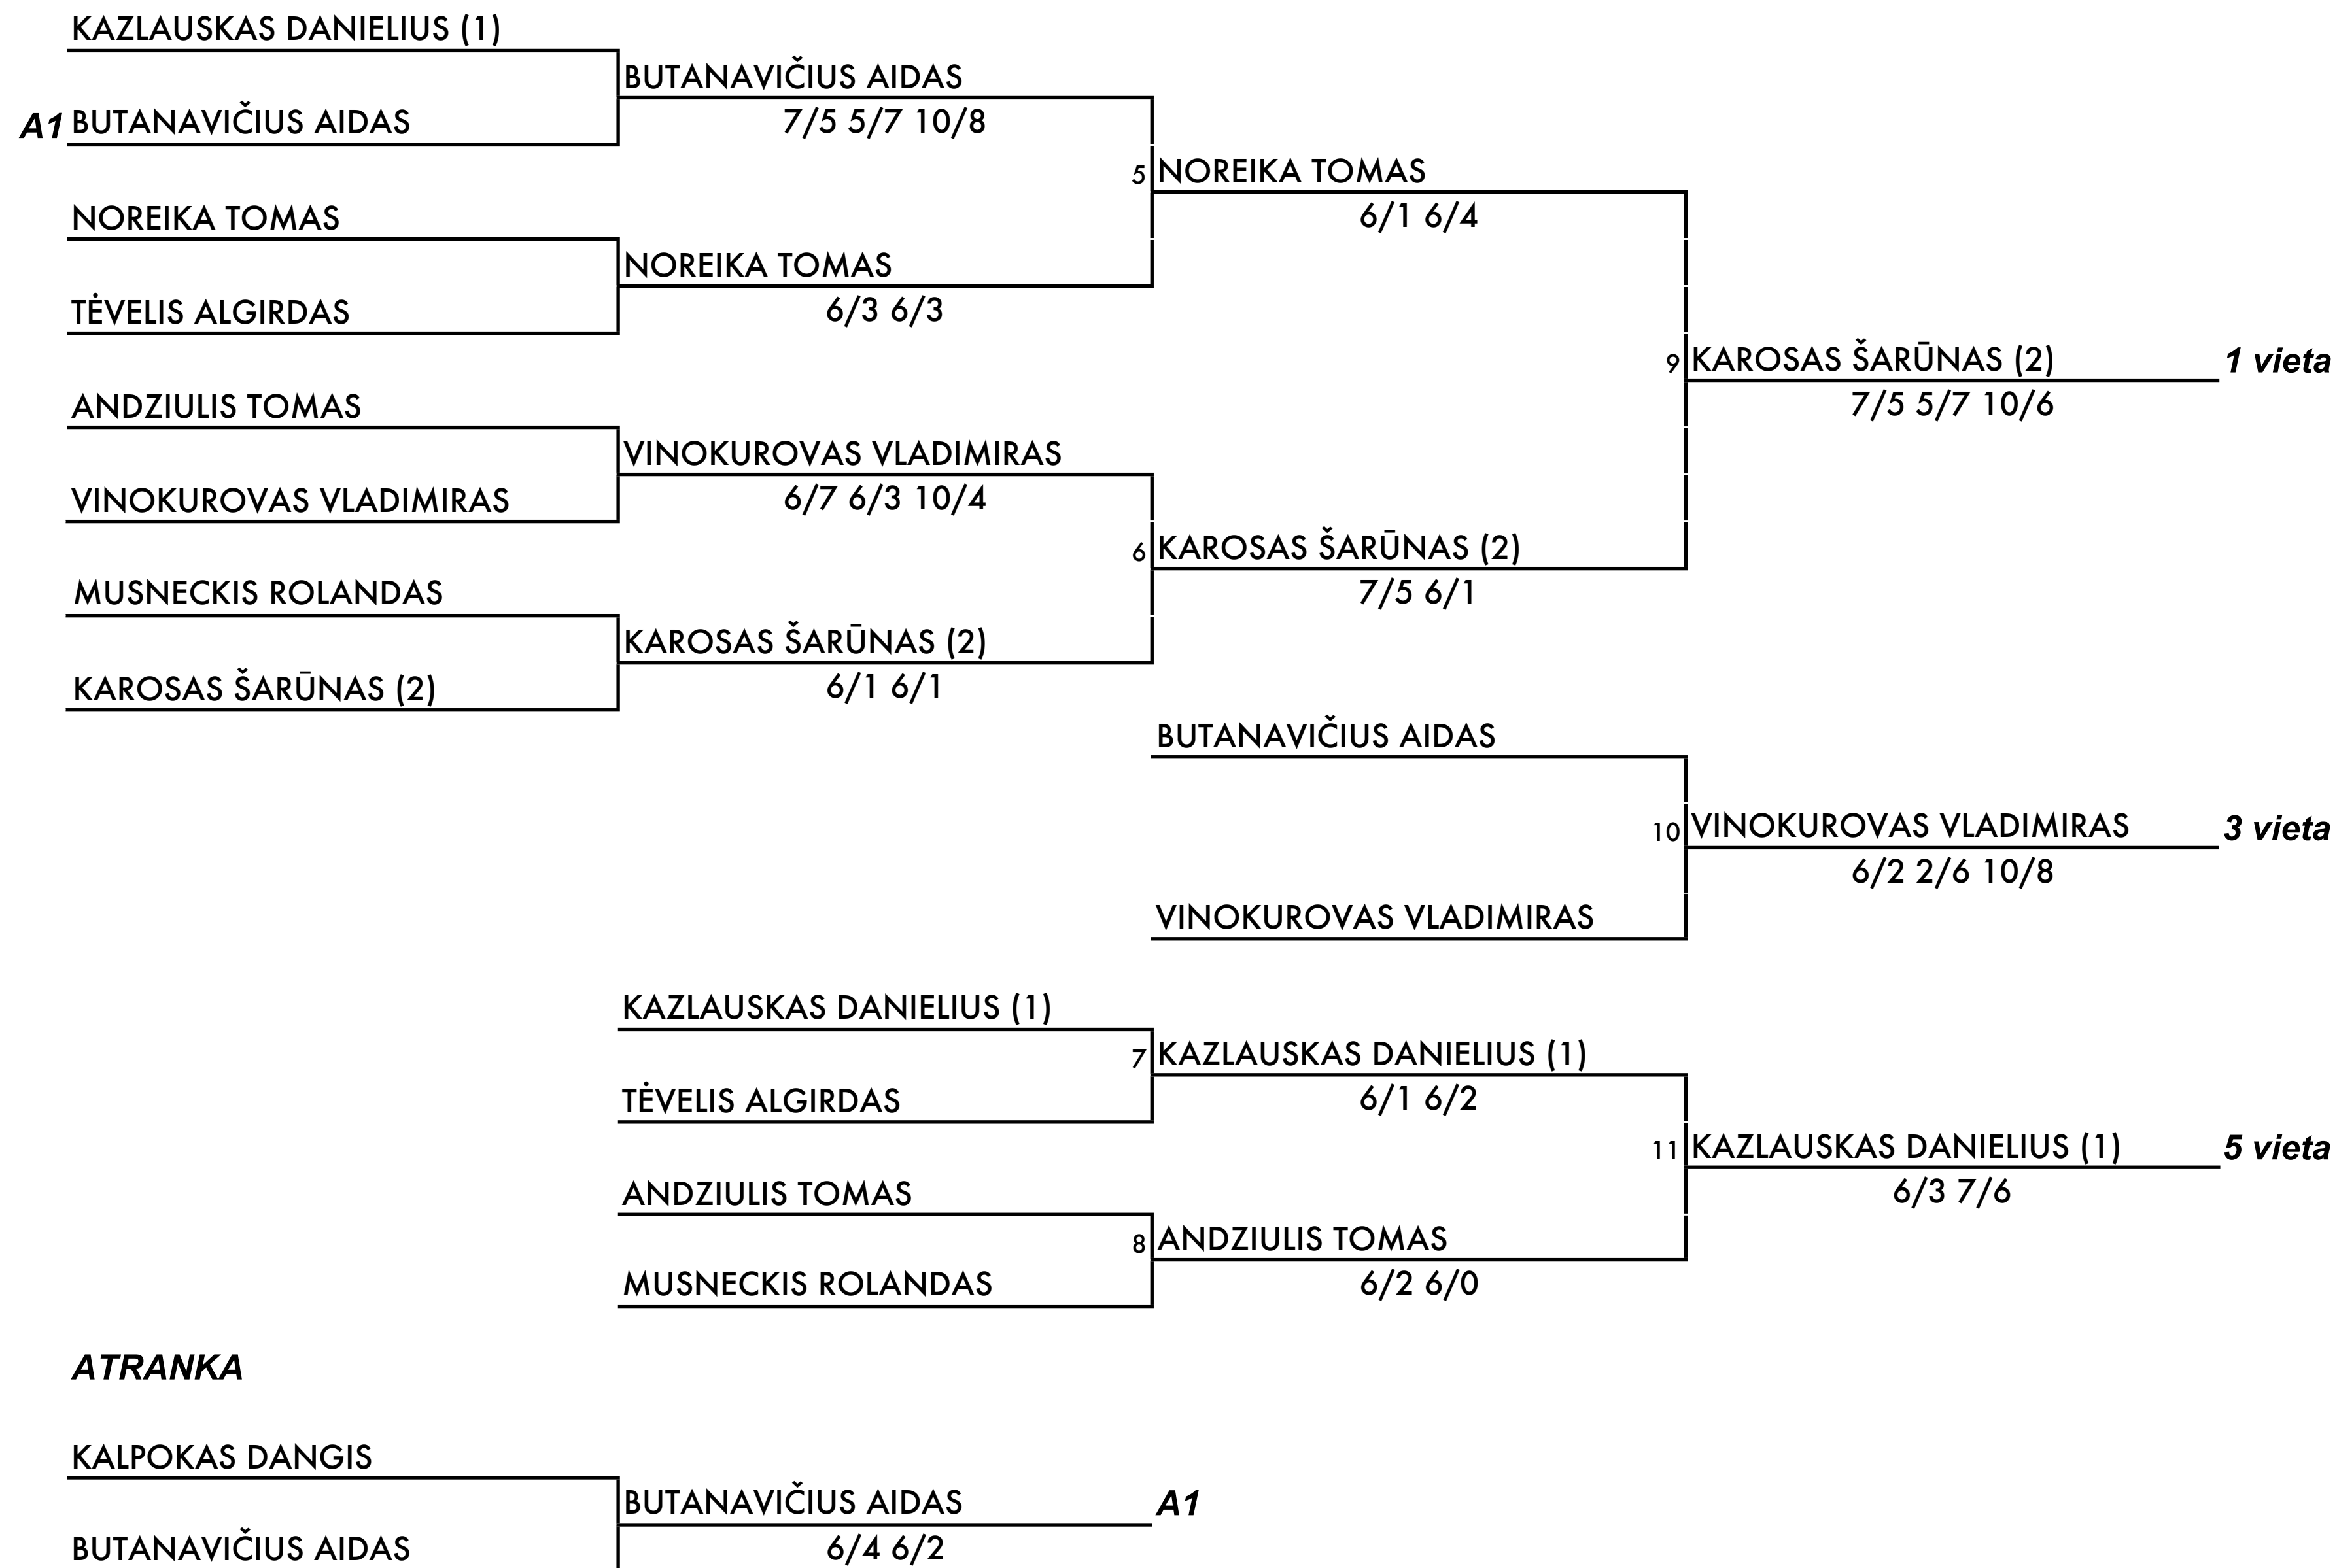 KAZLAUSKAS DANIELIUS (1)
BUTANAVIČIUS AIDAS
A1 BUTANAVIČIUS AIDAS
7/5 5/7 10/8
5 NOREIKA TOMAS
NOREIKA TOMAS
6/1 6/4
NOREIKA TOMAS
TĖVELIS ALGIRDAS
6/3 6/3
9 KAROSAS ŠARŪNAS (2)
1 vieta
ANDZIULIS TOMAS
7/5 5/7 10/6
VINOKUROVAS VLADIMIRAS
VINOKUROVAS VLADIMIRAS
6/7 6/3 10/4
6 KAROSAS ŠARŪNAS (2)
MUSNECKIS ROLANDAS
7/5 6/1
KAROSAS ŠARŪNAS (2)
KAROSAS ŠARŪNAS (2)
6/1 6/1
BUTANAVIČIUS AIDAS
10 VINOKUROVAS VLADIMIRAS
3 vieta
6/2 2/6 10/8
VINOKUROVAS VLADIMIRAS
KAZLAUSKAS DANIELIUS (1)
7 KAZLAUSKAS DANIELIUS (1)
TĖVELIS ALGIRDAS
6/1 6/2
11 KAZLAUSKAS DANIELIUS (1)
5 vieta
ANDZIULIS TOMAS
6/3 7/6
8 ANDZIULIS TOMAS
MUSNECKIS ROLANDAS
6/2 6/0
ATRANKA
KALPOKAS DANGIS
BUTANAVIČIUS AIDAS
A1
BUTANAVIČIUS AIDAS
6/4 6/2